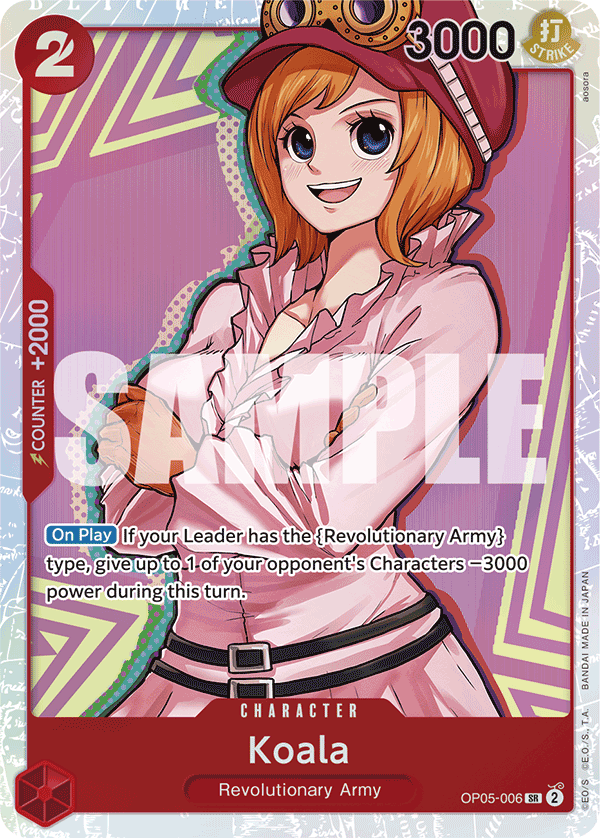 2
3000
打
STRIKE
aosora
COUNTER +2000
SAMPLE
On Play If your Leader has the {Revolutionary Army}
type, give up to 1 of your opponent's Characters −3000
power during this turn.
CHARACTER
Koala
Revolutionary Army
OP05-006 SR 2
©EO/S ©E.O./S., T.A. BANDAI MADE IN JAPAN